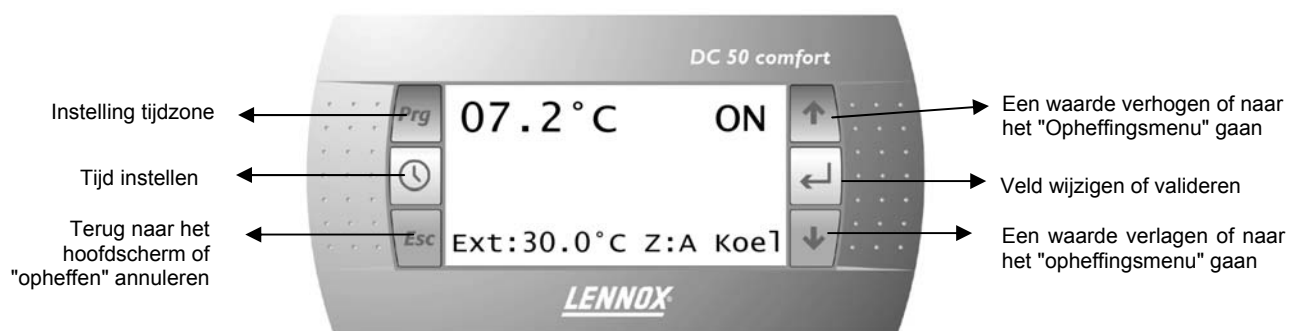 DC 50 comfort
Instelling tijdzone
Prg
07.2°C ON
Een waarde verhogen of naar
het "Opheffingsmenu" gaan
Tijd instellen
Veld wijzigen of valideren
Terug naar het
hoofdscherm of
"opheffen" annuleren
Esc
Ext:30.0°C Z:A Koel
Een waarde verlagen of naar
het "opheffingsmenu" gaan
LENNOX